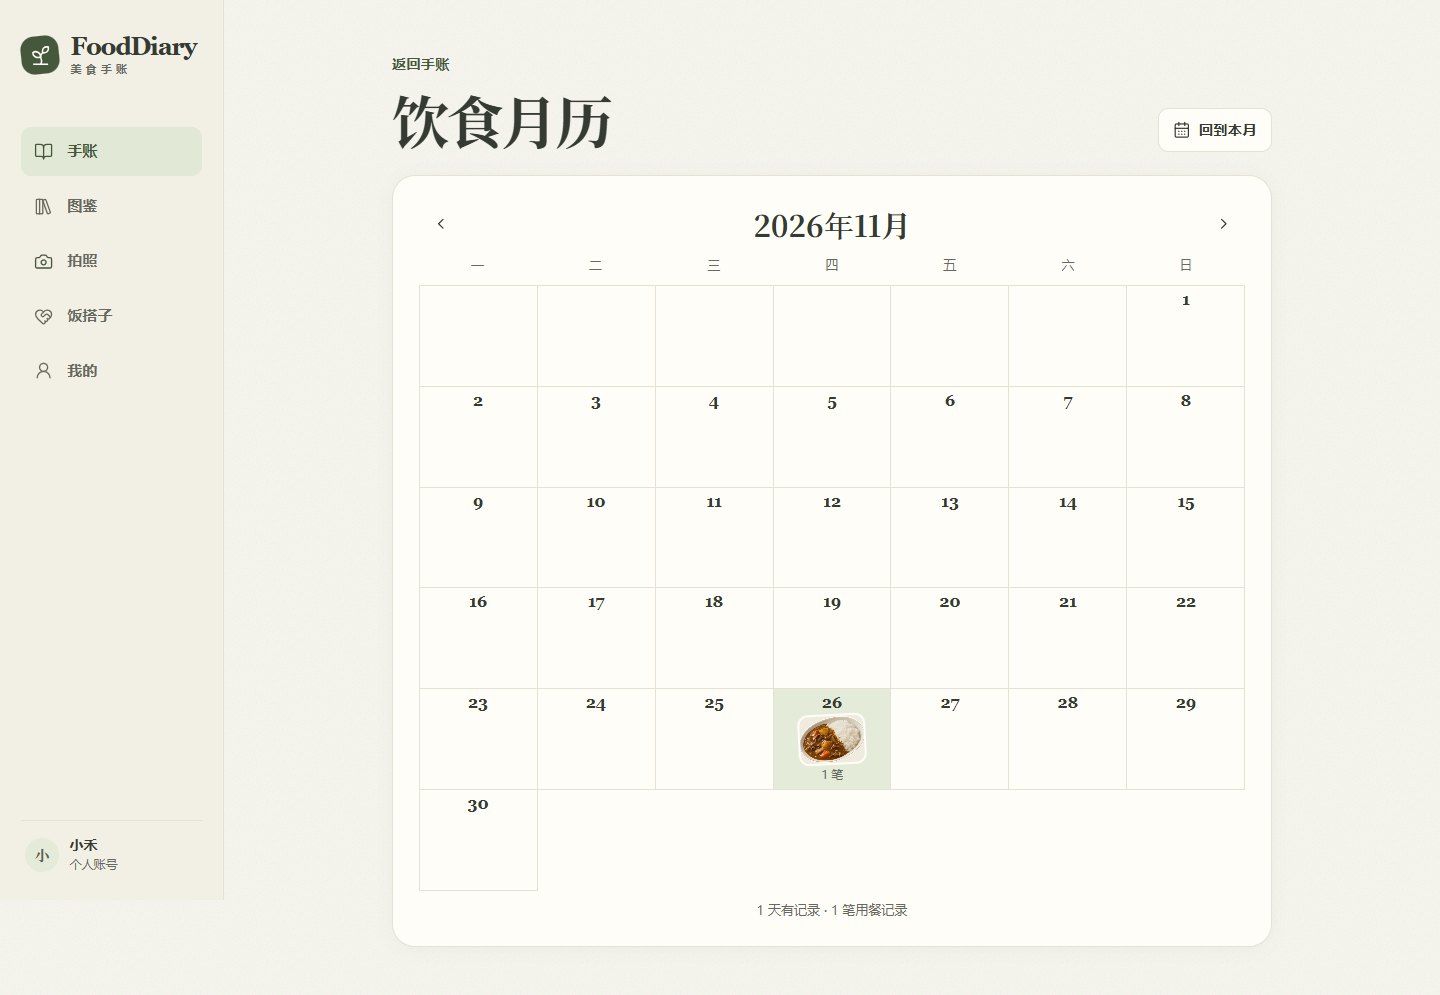 FoodDiary
美食手账
手账
图鉴
拍照
饭搭子
我的
小
小禾
个人账号
返回手账
饮食月历
回到本月
2026年11月
一 二 三 四 五 六 日
1
2 3 4 5 6 7 8
9 10 11 12 13 14 15
16 17 18 19 20 21 22
23 24 25 26 27 28 29
1 笔
30
1 天有记录 · 1 笔用餐记录